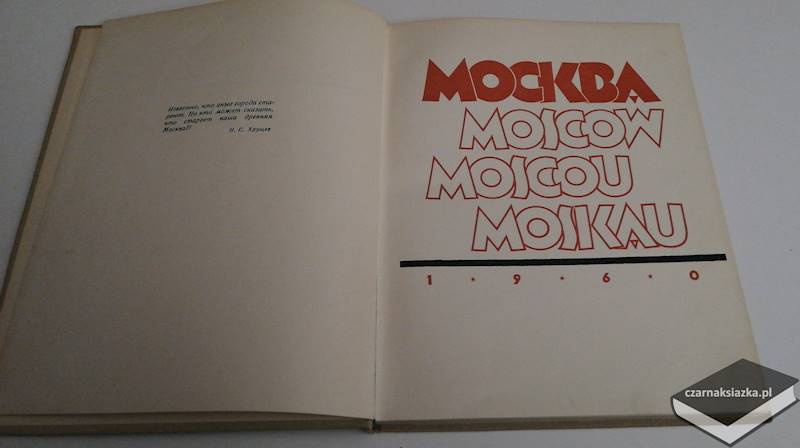 Известно, что иные города ста-
реют. Но кто может сказать,
что стареет наша древняя
Москва?!
Н. С. Хрущев
МОСКВА
MOSCOW
MOSCOU
MOSKAU
1 • 9 • 6 • 0
czarnaksiazka.pl